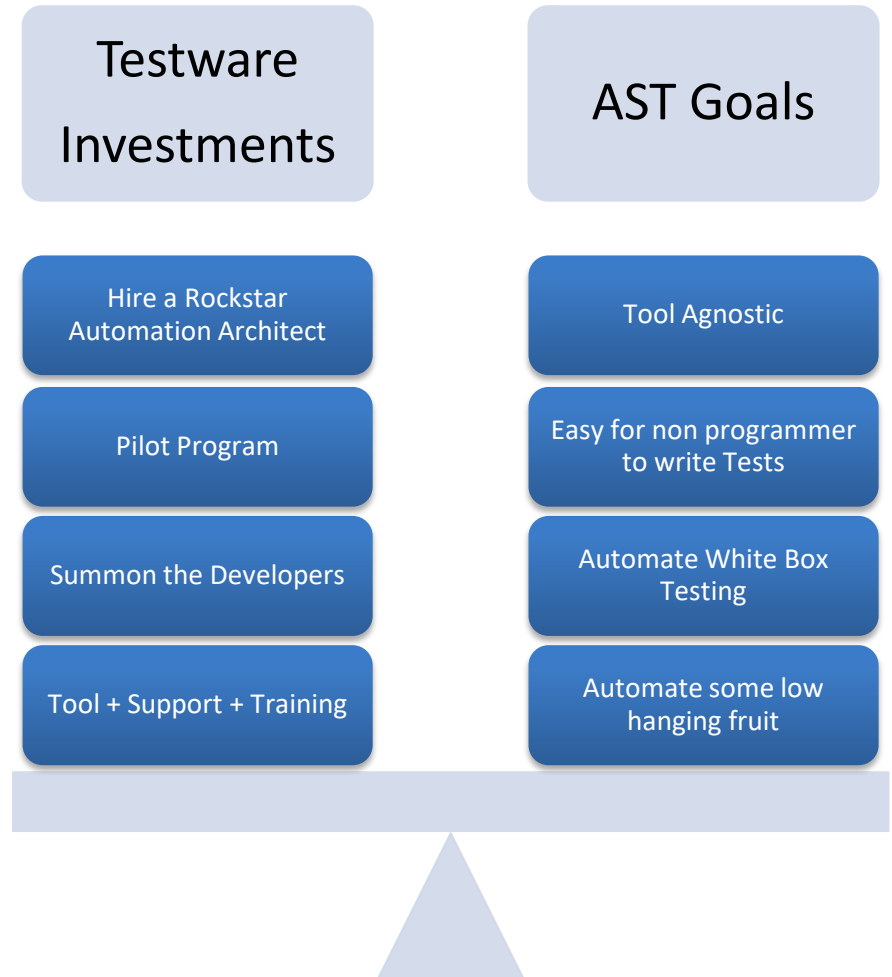 Testware
Investments
AST Goals
Hire a Rockstar
Automation Architect
Tool Agnostic
Pilot Program
Easy for non programmer
to write Tests
Summon the Developers
Automate White Box
Testing
Tool + Support + Training
Automate some low
hanging fruit